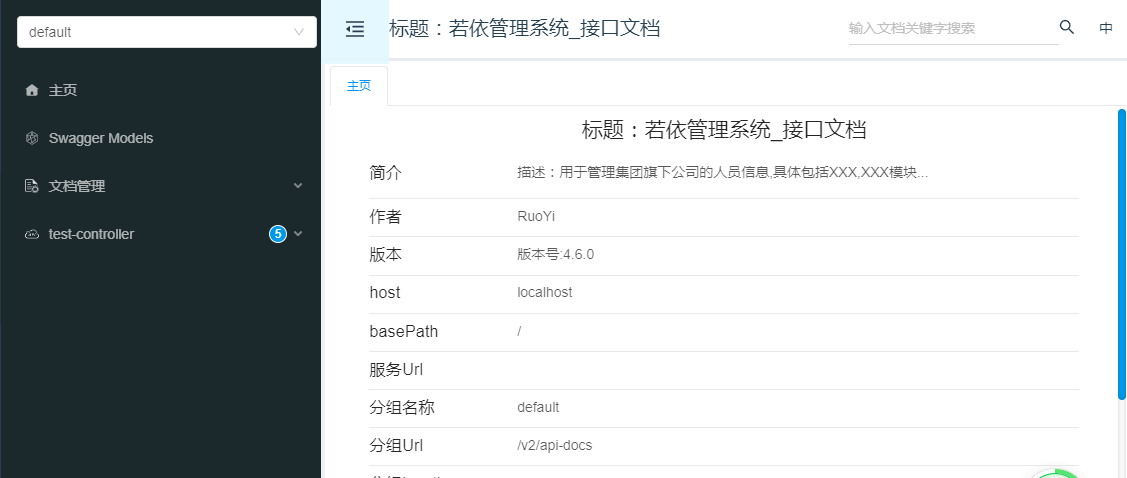 default
主页
Swagger Models
文档管理
test-controller
5
标题：若依管理系统_接口文档
输入文档关键字搜索
中
主页
标题：若依管理系统_接口文档
简介
描述：用于管理集团旗下公司的人员信息,具体包括XXX,XXX模块...
作者
RuoYi
版本
版本号:4.6.0
host
localhost
basePath
/
服务Url
分组名称
default
分组Url
/v2/api-docs